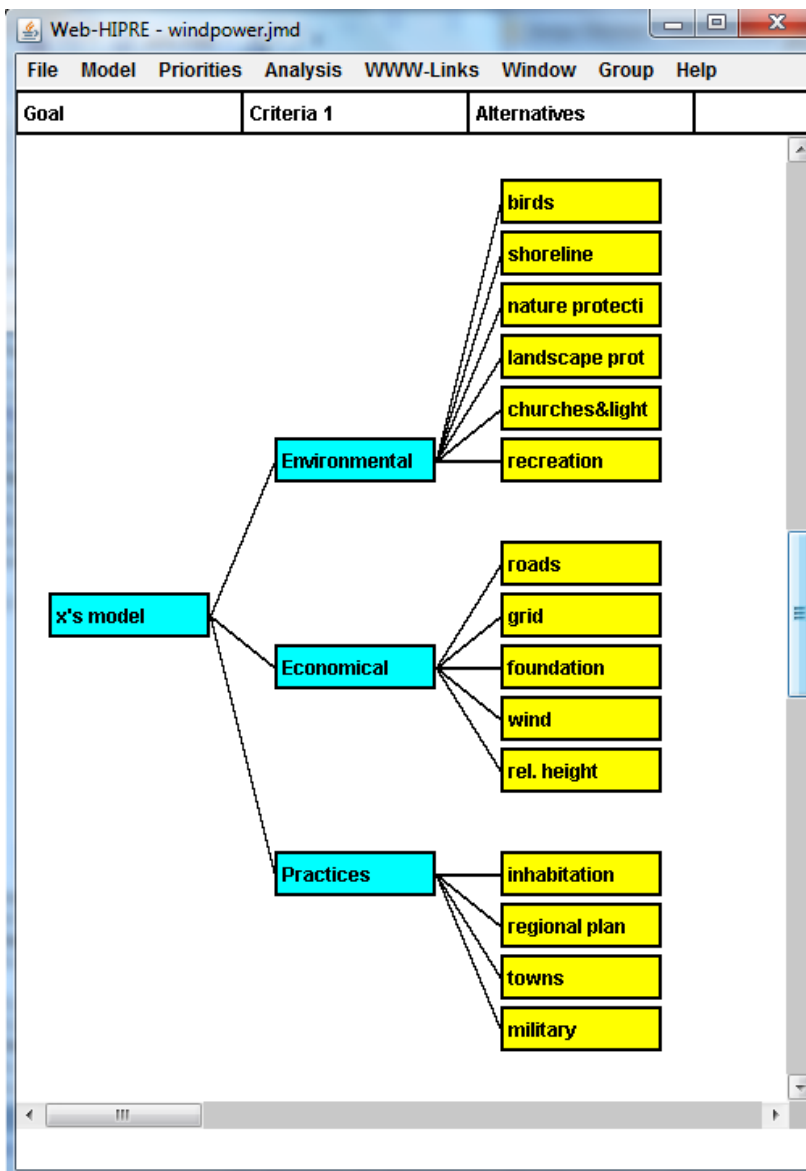 Web-HIPRE - windpower.jmd
File Model Priorities Analysis WWW-Links Window Group Help
Goal Criteria 1 Alternatives
birds
shoreline
nature protecti
landscape prot
churches&light
Environmental recreation
roads
x's model grid
Economical foundation
wind
rel. height
Practices inhabitation
regional plan
towns
military